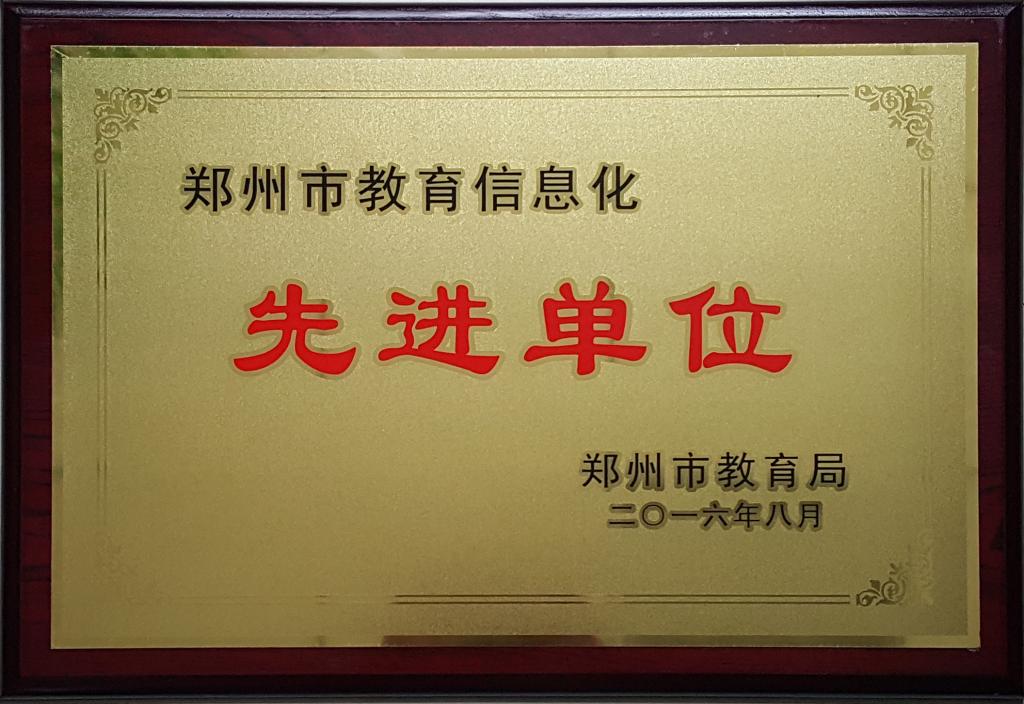 郑州市教育信息化
先进单位
郑州市教育局
二〇一六年八月